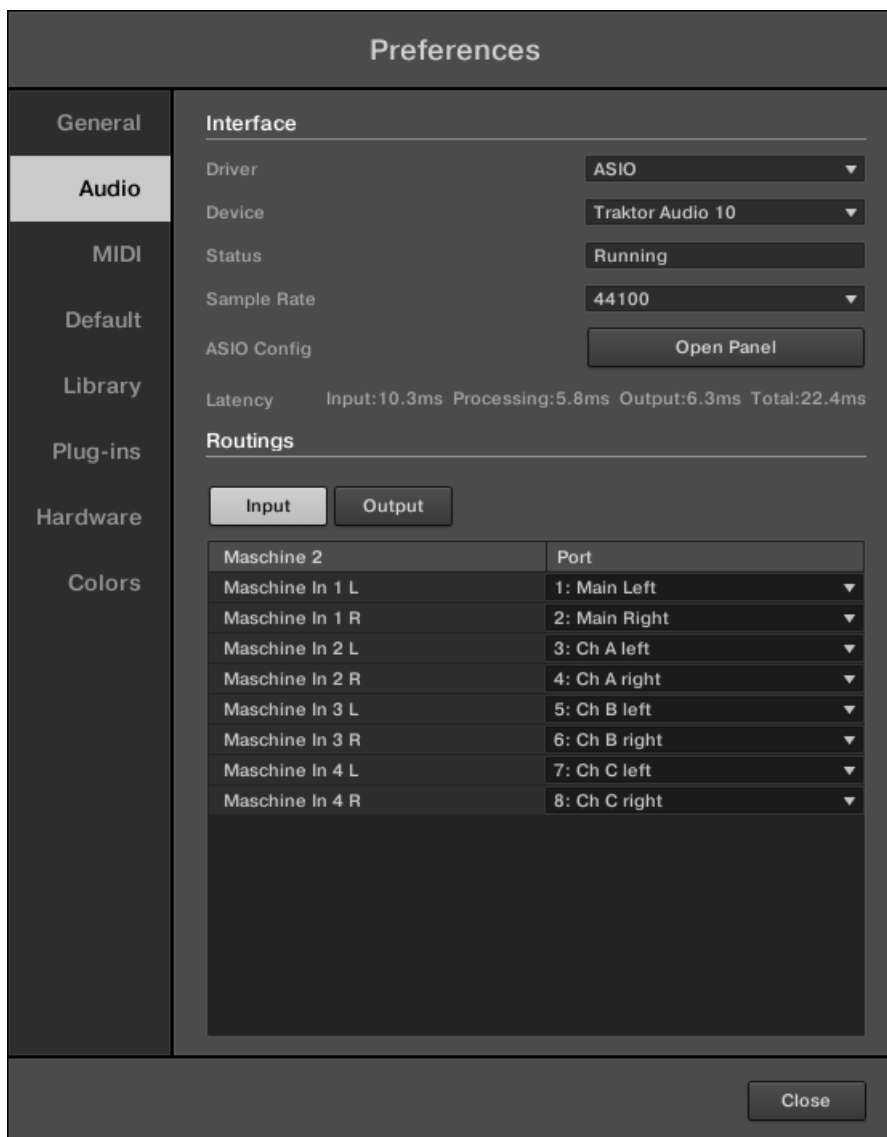 Preferences
General
Audio
MIDI
Default
Library
Plug-ins
Hardware
Colors
Interface
Driver ASIO
Device Traktor Audio 10
Status Running
Sample Rate 44100
ASIO Config Open Panel
Latency Input:10.3ms Processing:5.8ms Output:6.3ms Total:22.4ms
Routings
Input Output
Maschine 2 Port
Maschine In 1 L 1: Main Left
Maschine In 1 R 2: Main Right
Maschine In 2 L 3: Ch A left
Maschine In 2 R 4: Ch A right
Maschine In 3 L 5: Ch B left
Maschine In 3 R 6: Ch B right
Maschine In 4 L 7: Ch C left
Maschine In 4 R 8: Ch C right
Close